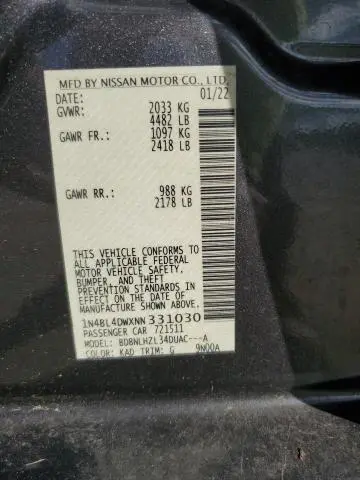 MFD BY NISSAN MOTOR CO., LTD.
DATE: 01/22
GVWR: 2033 KG
4482 LB
GAWR FR.: 1097 KG
2418 LB
GAWR RR.: 988 KG
2178 LB
THIS VEHICLE CONFORMS TO ALL
APPLICABLE U.S. FEDERAL
MOTOR VEHICLE SAFETY,
BUMPER, AND THEFT
PREVENTION STANDARDS
IN EFFECT ON THE DATE OF
MANUFACTURE SHOWN ABOVE.
1N4BL4DWXNN331030
PASSENGER CAR 721511
MODEL: BDBNLHZL34DUAC---A
COLOR: KAD TRIM: G 9N00A